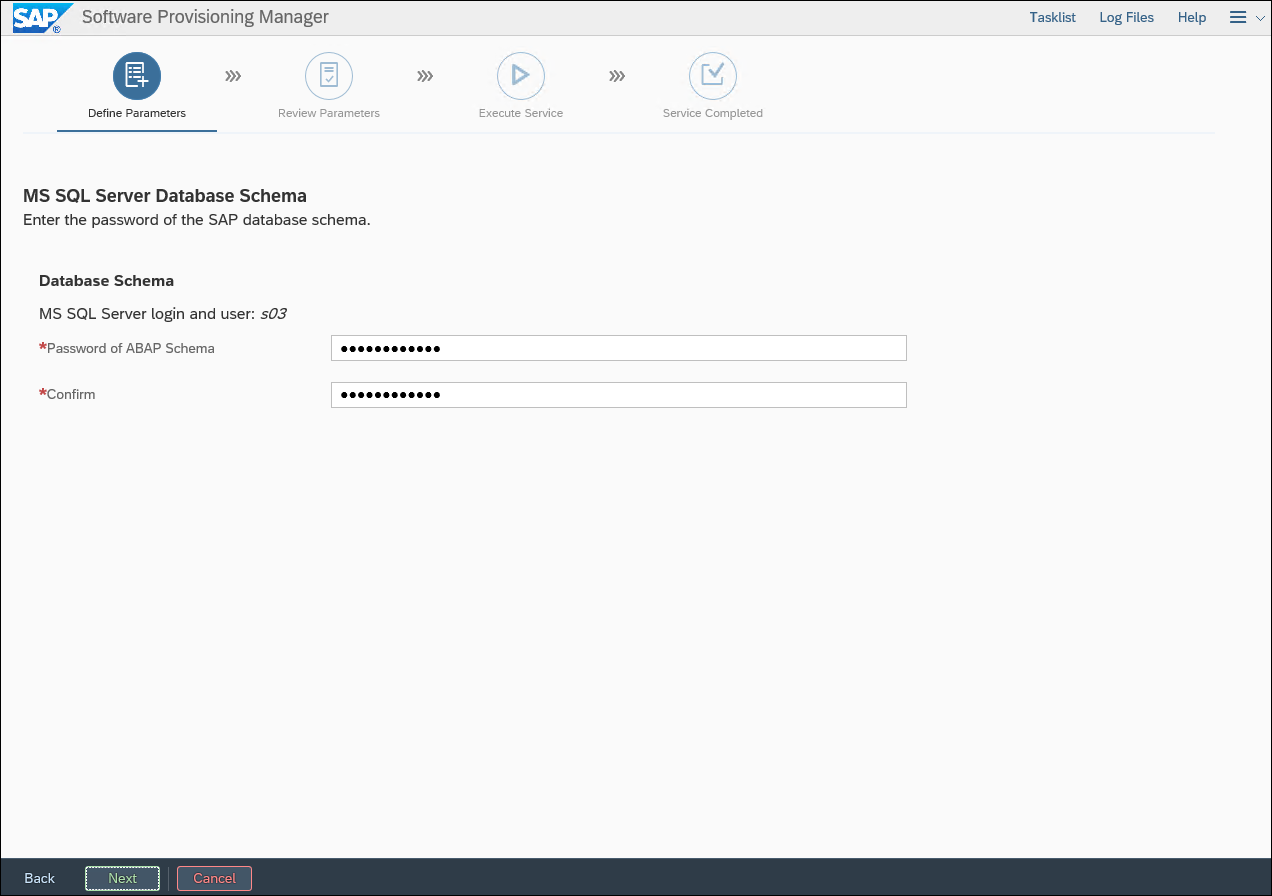 SAP® Software Provisioning Manager Tasklist Log Files Help
Define Parameters Review Parameters Execute Service Service Completed
MS SQL Server Database Schema
Enter the password of the SAP database schema.
Database Schema
MS SQL Server login and user: s03
*Password of ABAP Schema ••••••••••••
*Confirm ••••••••••••
Back Next Cancel